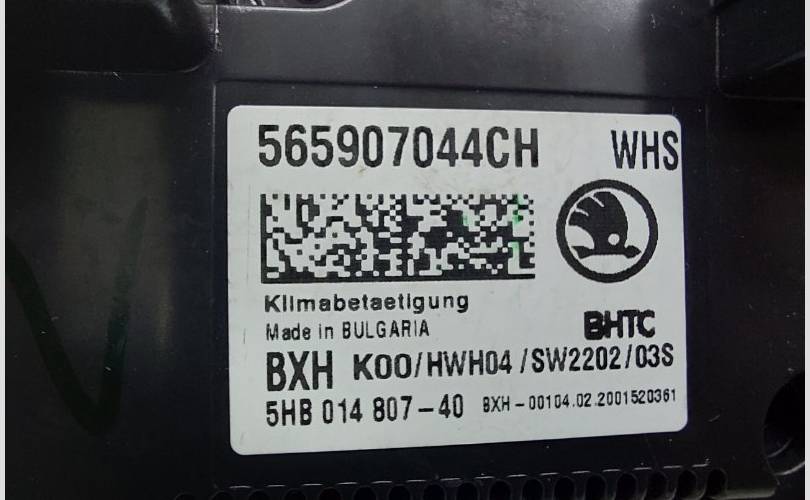 565907044CH WHS
Klimabetaetigung
Made in BULGARIA
BHTC
BXH K00/HWH04/SW2202/03S
5HB 014 807-40 BXH-00104.02.2001520361